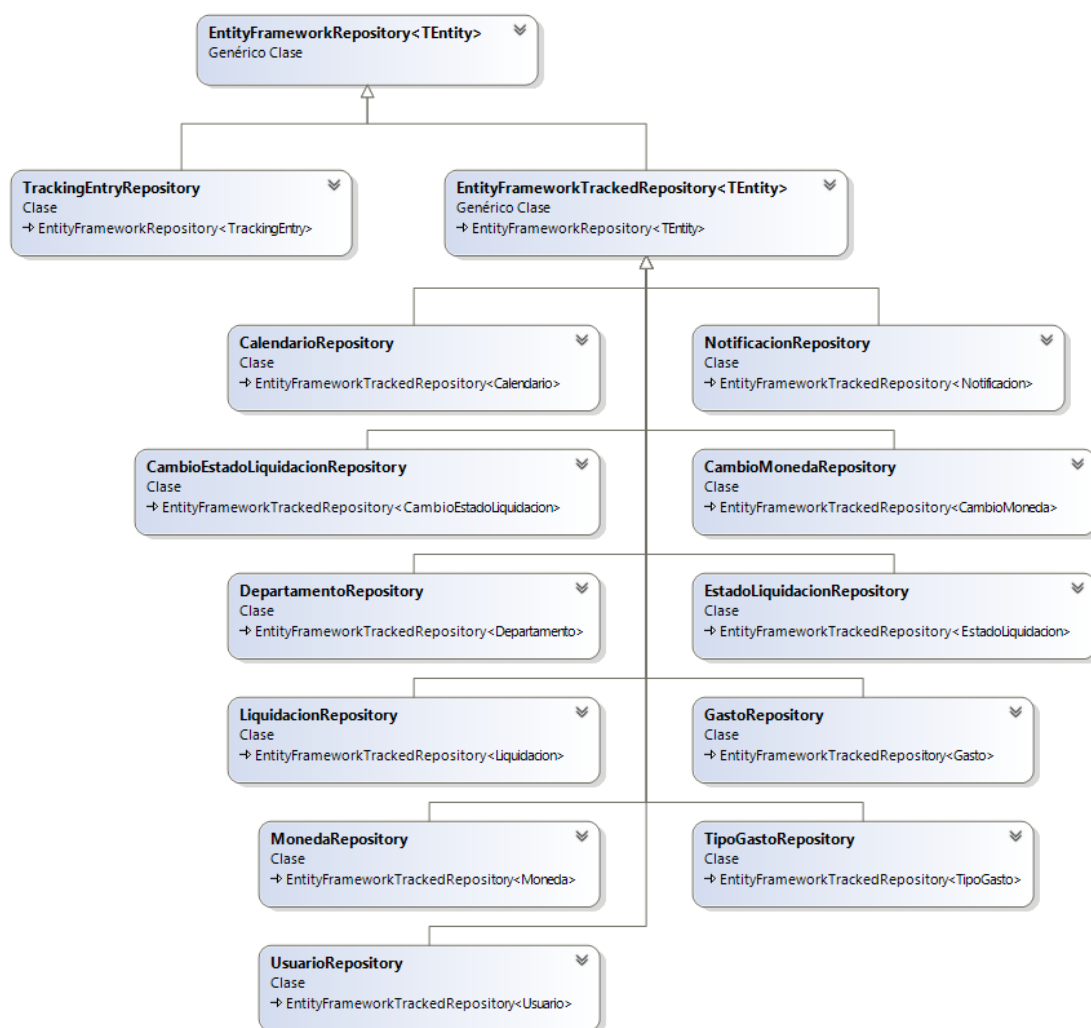 EntityFrameworkRepository<TEntity>
Genérico Clase
TrackingEntryRepository
Clase
EntityFrameworkRepository<TrackingEntry>
EntityFrameworkTrackedRepository<TEntity>
Genérico Clase
EntityFrameworkRepository<TEntity>
CalendarioRepository
Clase
EntityFrameworkTrackedRepository<Calendario>
NotificacionRepository
Clase
EntityFrameworkTrackedRepository<Notificacion>
CambioEstadoLiquidacionRepository
Clase
EntityFrameworkTrackedRepository<CambioEstadoLiquidacion>
CambioMonedaRepository
Clase
EntityFrameworkTrackedRepository<CambioMoneda>
DepartamentoRepository
Clase
EntityFrameworkTrackedRepository<Departamento>
EstadoLiquidacionRepository
Clase
EntityFrameworkTrackedRepository<EstadoLiquidacion>
LiquidacionRepository
Clase
EntityFrameworkTrackedRepository<Liquidacion>
GastoRepository
Clase
EntityFrameworkTrackedRepository<Gasto>
MonedaRepository
Clase
EntityFrameworkTrackedRepository<Moneda>
TipoGastoRepository
Clase
EntityFrameworkTrackedRepository<TipoGasto>
UsuarioRepository
Clase
EntityFrameworkTrackedRepository<Usuario>